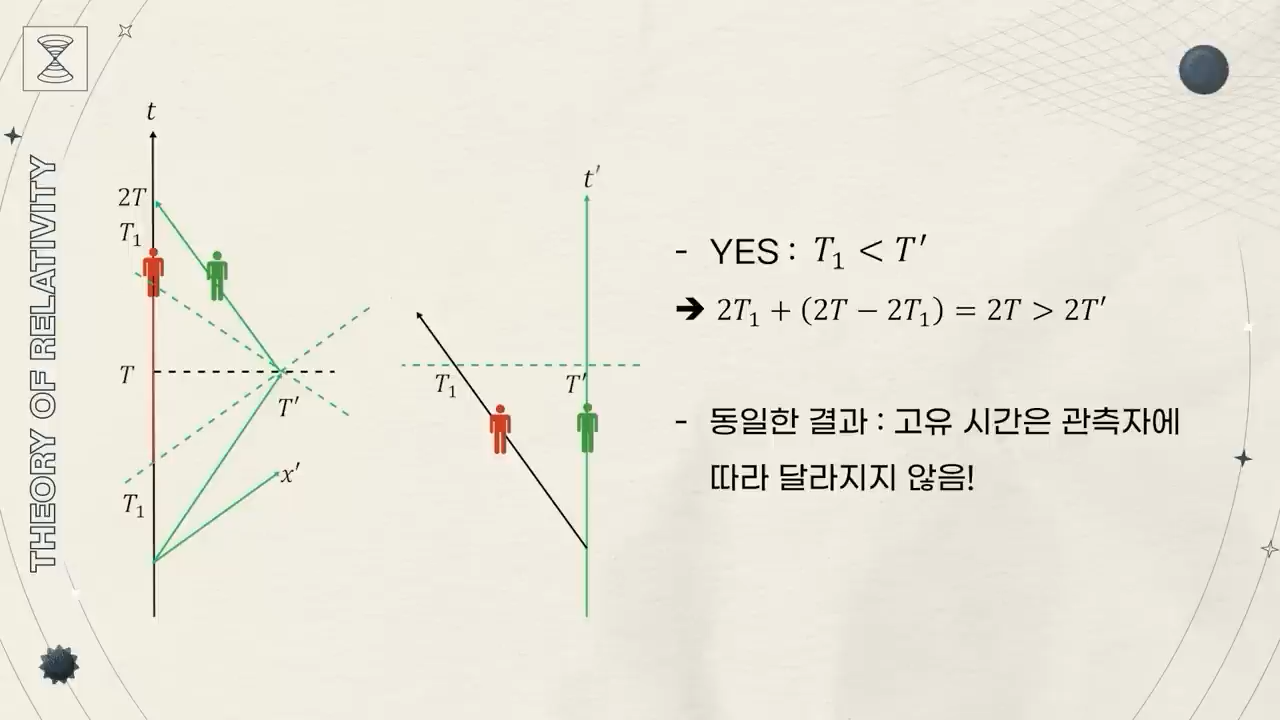 THEORY OF RELATIVITY
t
2T
T₁
T
T′
x′
T₁
t′
T₁
T′
- YES : T₁ < T′
➔ 2T₁ + (2T − 2T₁) = 2T > 2T′
- 동일한 결과 : 고유 시간은 관측자에
따라 달라지지 않음!